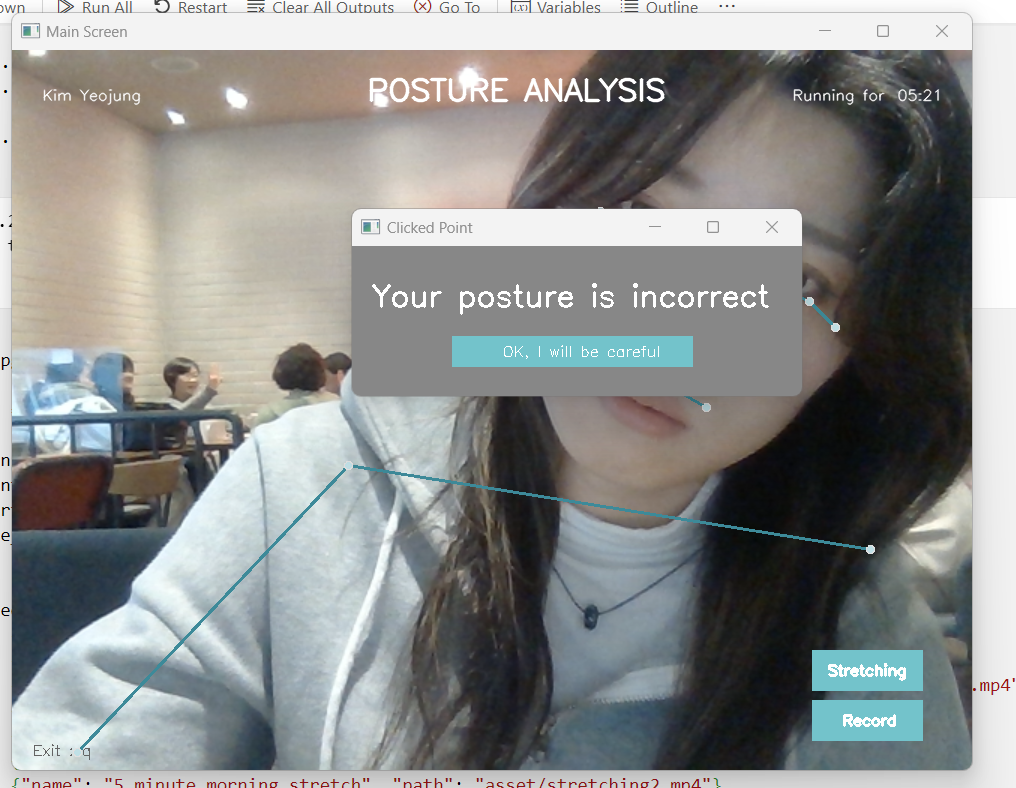 Run All Restart Clear All Outputs Go To Variables Outline ...
Main Screen
Kim Yeojung
POSTURE ANALYSIS
Running for 05:21
Clicked Point
Your posture is incorrect
OK, I will be careful
Stretching
.mp4'
Record
Exit : q
{"name": "5 minute morning stretch", "path": "asset/stretching2.mp4"}